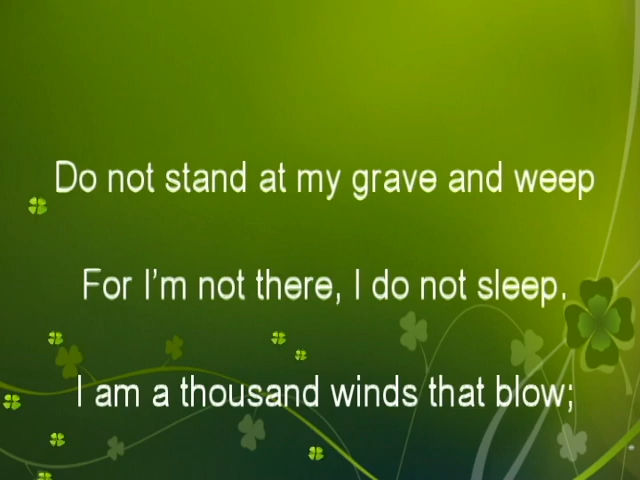 Do not stand at my grave and weep
For I’m not there, I do not sleep.
I am a thousand winds that blow;